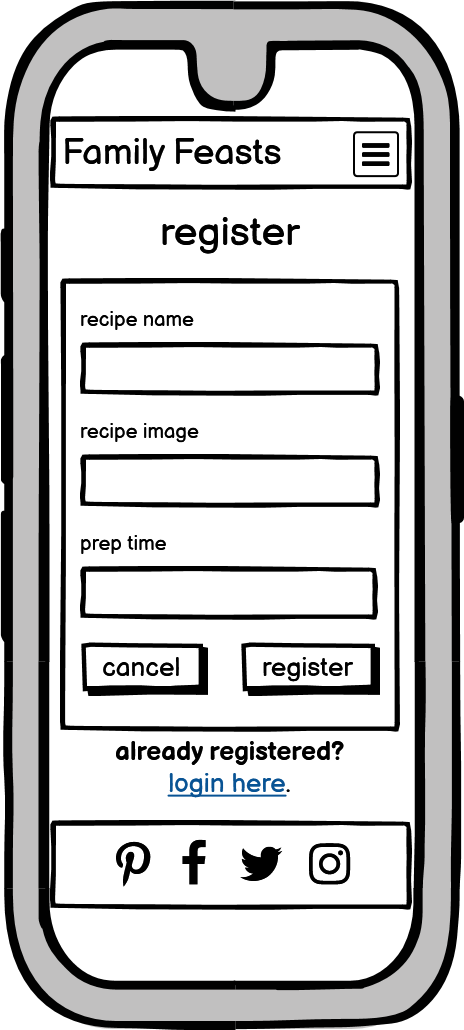 Family Feasts
register
recipe name
recipe image
prep time
cancel register
already registered?
login here.